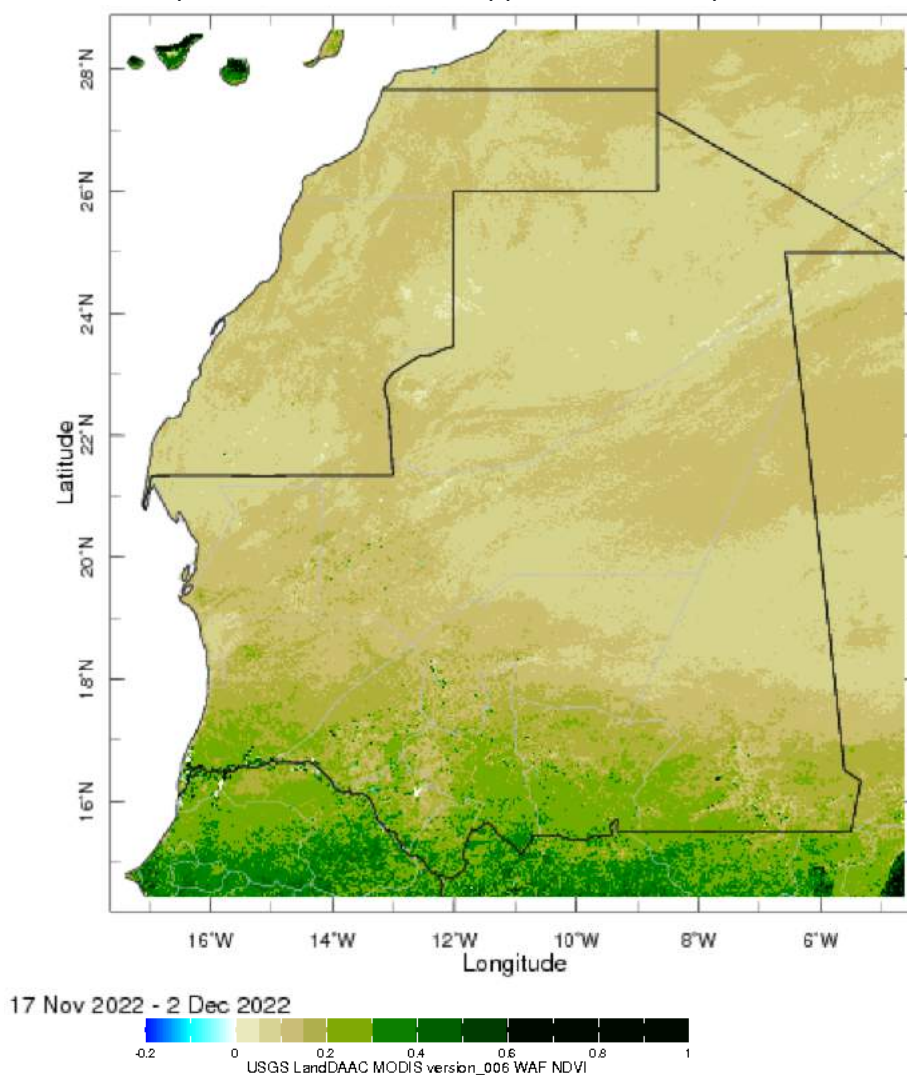 28°N
26°N
24°N
22°N
20°N
18°N
16°N
Latitude
16°W 14°W 12°W 10°W 8°W 6°W
Longitude
17 Nov 2022 - 2 Dec 2022
-0.2 0 0.2 0.4 0.6 0.8 1
USGS LandDAAC MODIS version_006 WAF NDVI